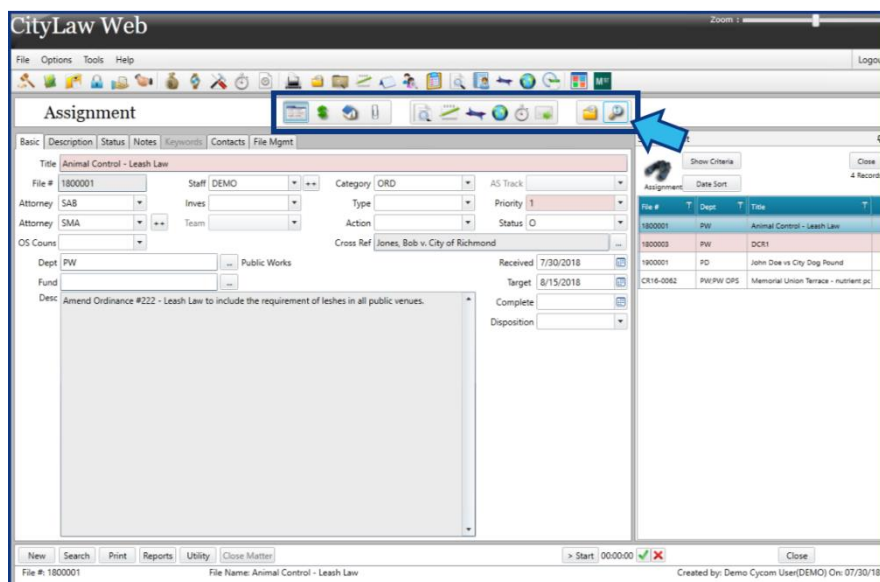 CityLaw Web
Zoom :
File Options Tools Help
Logou
Assignment
Basic Description Status Notes Keywords Contacts File Mgmt
Title Animal Control - Leash Law
File # 1800001 Staff DEMO ++ Category ORD AS Track
Attorney SAB Inves Type Priority 1
Attorney SMA ++ Team Action Status O
OS Couns Cross Ref Jones, Bob v. City of Richmond ...
Dept PW ... Public Works Received 7/30/2018
Fund ... Target 8/15/2018
Desc Amend Ordinance #222 - Leash Law to include the requirement of leshes in all public venues.
Complete
Disposition
Show Criteria Close
4 Record
Assignment Date Sort
File # Dept Title
1800001 PW Animal Control - Leash Law
1800003 PW DCR1
1900001 PD John Doe vs City Dog Pound
CR16-0062 PW;PW OPS Memorial Union Terrace - nutrient pc
New Search Print Reports Utility Close Matter > Start 00:00:00 Close
File #: 1800001 File Name: Animal Control - Leash Law Created by: Demo Cycom User(DEMO) On: 07/30/18